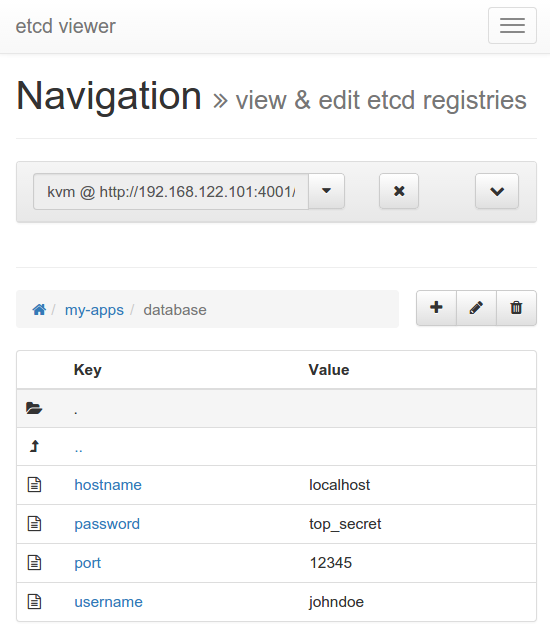 etcd viewer
Navigation » view & edit etcd registries
kvm @ http://192.168.122.101:4001/
/ my-apps / database
Key Value
.
..
hostname localhost
password top_secret
port 12345
username johndoe